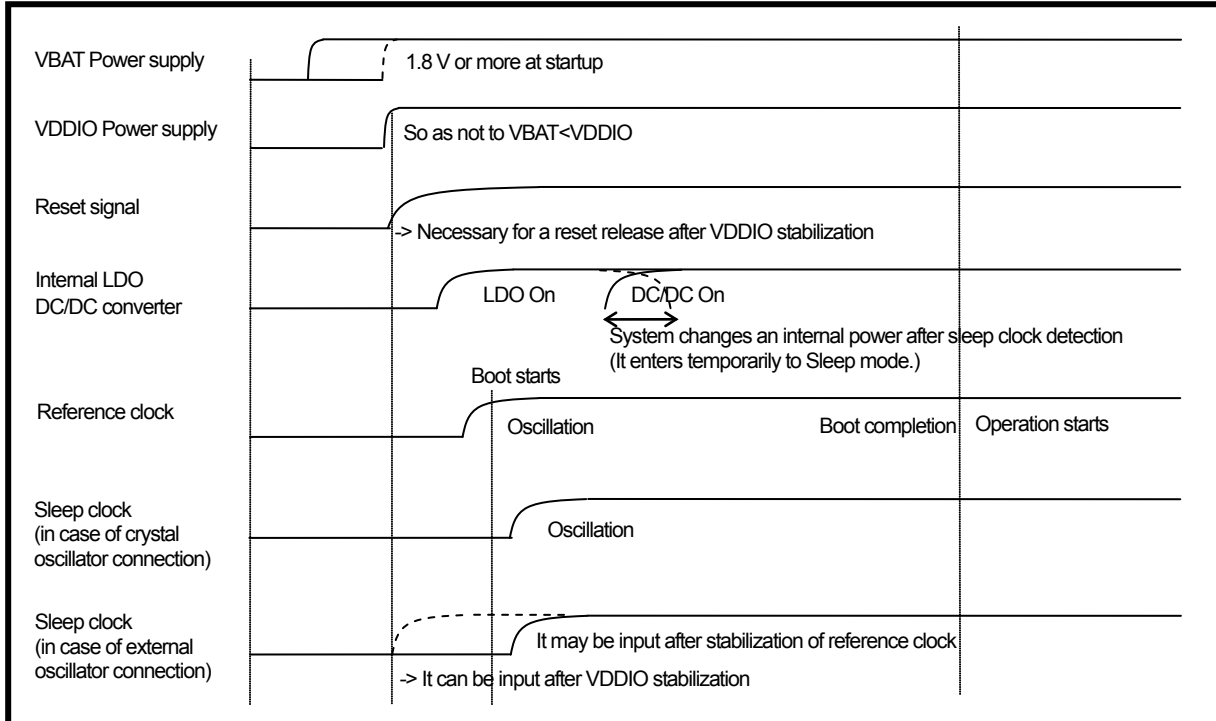 VBAT Power supply
1.8 V or more at startup
VDDIO Power supply
So as not to VBAT<VDDIO
Reset signal
-> Necessary for a reset release after VDDIO stabilization
Internal LDO
DC/DC converter
LDO On
DC/DC On
System changes an internal power after sleep clock detection
(It enters temporarily to Sleep mode.)
Boot starts
Reference clock
Oscillation
Boot completion
Operation starts
Sleep clock
(in case of crystal
oscillator connection)
Oscillation
Sleep clock
(in case of external
oscillator connection)
It may be input after stabilization of reference clock
-> It can be input after VDDIO stabilization